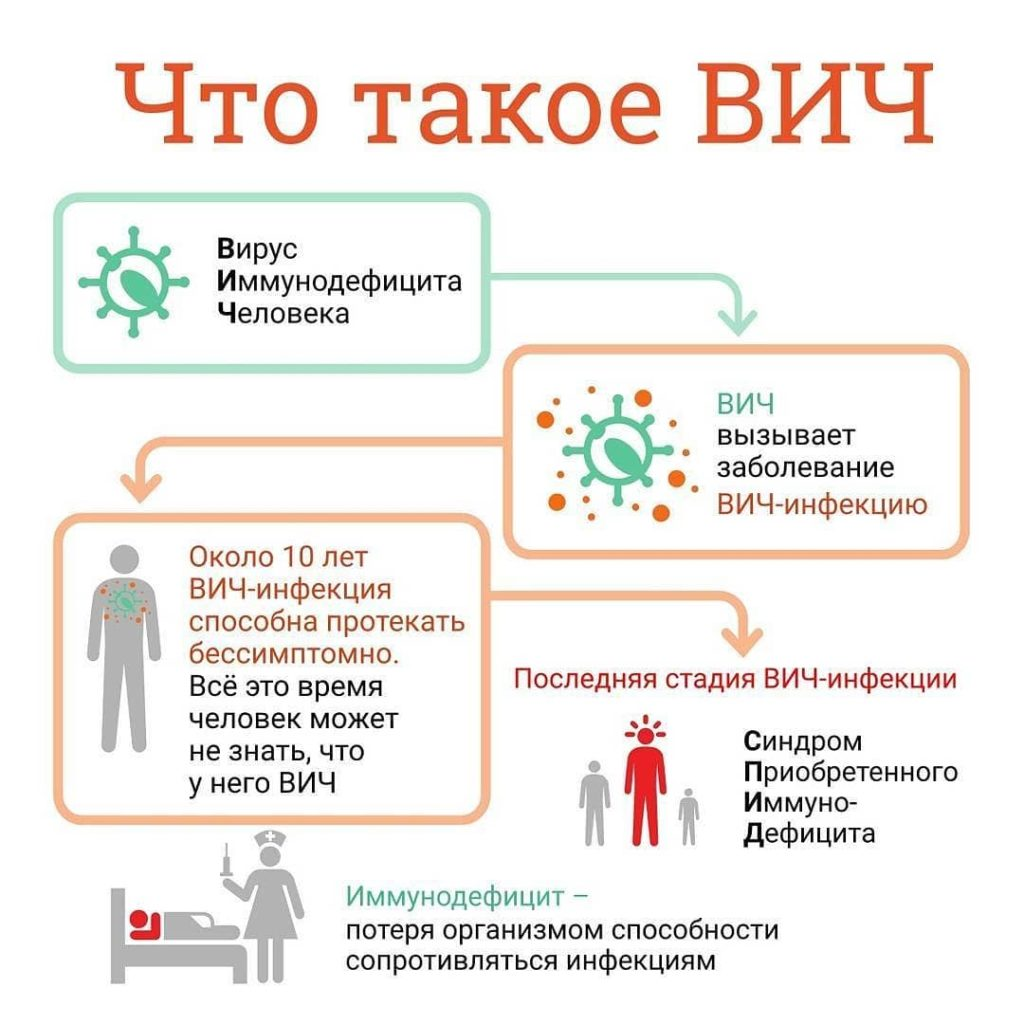 Что такое ВИЧ
Вирус
Иммунодефицита
Человека
ВИЧ
вызывает
заболевание
ВИЧ-инфекцию
Около 10 лет
ВИЧ-инфекция
способна протекать
бессимптомно.
Всё это время
человек может
не знать, что
у него ВИЧ
Последняя стадия ВИЧ-инфекции
Синдром
Приобретенного
Иммуно-
Дефицита
Иммунодефицит –
потеря организмом способности
сопротивляться инфекциям